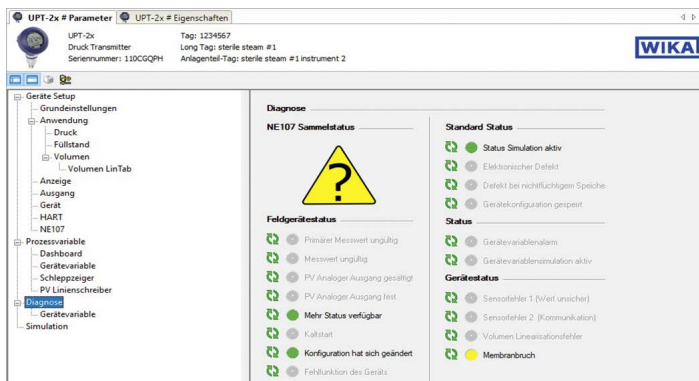 UPT-2x # Parameter
UPT-2x # Eigenschaften
UPT-2x
Druck Transmitter
Seriennummer: 110CGQPH
Tag: 1234567
Long Tag: sterile steam #1
Anlagenteil-Tag: sterile steam #1 instrument 2
WIKA
Geräte Setup
Grundeinstellungen
Anwendung
Druck
Füllstand
Volumen
Volumen LinTab
Anzeige
Ausgang
Gerät
HART
NE107
Prozessvariable
Dashboard
Gerätevariable
Schleppzeiger
PV Linienschreiber
Diagnose
Gerätevariable
Simulation
Diagnose
NE107 Sammelstatus
?
Feldgerätestatus
Primärer Messwert ungültig
Messwert ungültig
PV Analoger Ausgang gesättigt
PV Analoger Ausgang fest
Mehr Status verfügbar
Kaltstart
Konfiguration hat sich geändert
Fehlfunktion des Geräts
Standard Status
Status Simulation aktiv
Elektronischer Defekt
Defekt bei nichtflüchtigem Speiche
Gerätekonfiguration gesperrt
Status
Gerätevariablenalarm
Gerätevariablensimulation aktiv
Gerätestatus
Sensorfehler 1 (Wert unsicher)
Sensorfehler 2 (Kommunikation)
Volumen Linearisationsfehler
Membranbruch